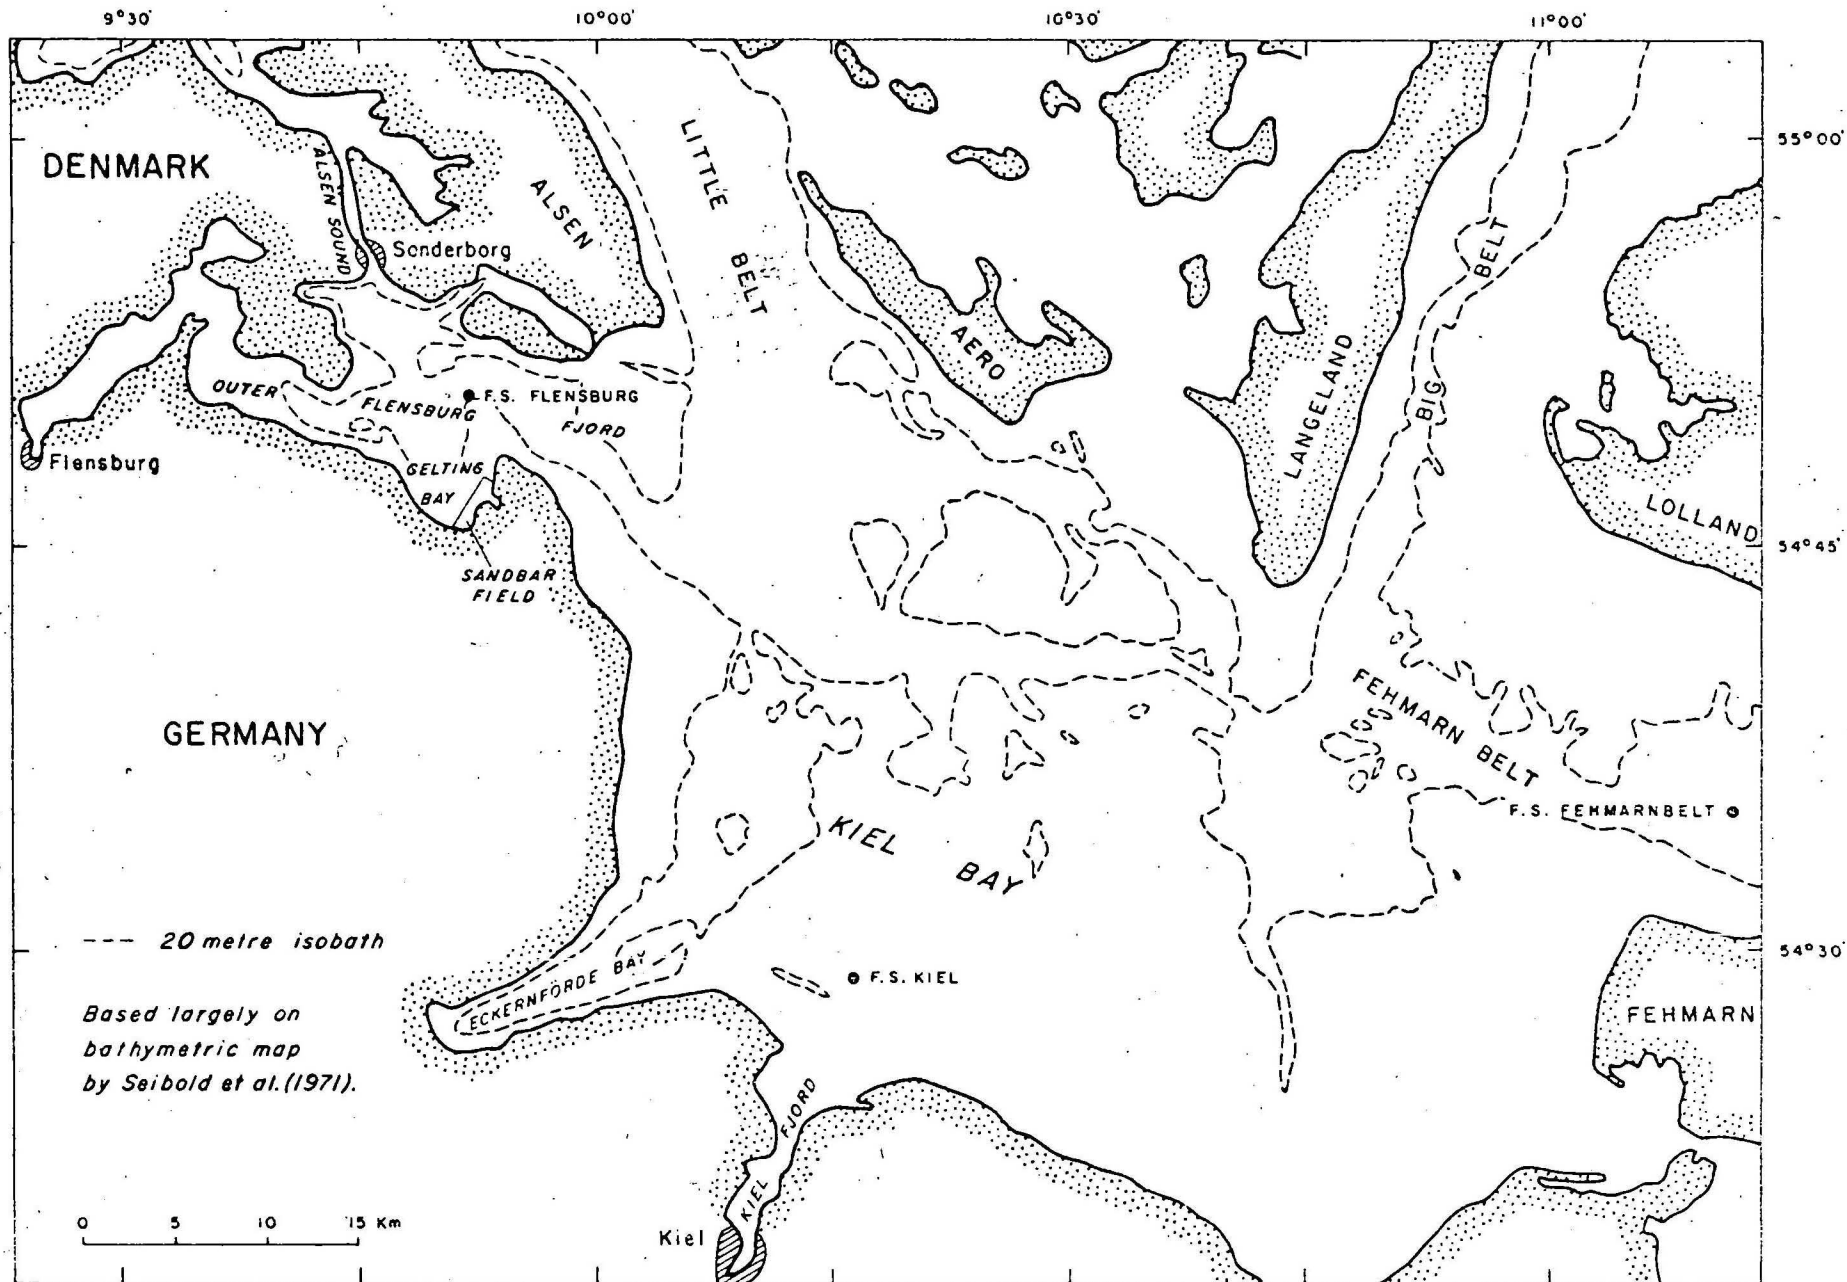 9°30'
10°00'
10°30'
11°00'
55°00'
54°45'
54°30'
DENMARK
ALSEN SOUND
ALSEN
Sonderborg
LITTLE
BELT
AERO
LANGELAND
BELT
BIG
LOLLAND
OUTER
FLENSBURG
FJORD
F.S. FLENSBURG
Flensburg
GELTING
BAY
SANDBAR
FIELD
GERMANY
FEHMARN BELT
F.S. FEHMARNBELT
KIEL
BAY
--- 20 metre isobath
ECKERNFÖRDE BAY
F.S. KIEL
FEHMARN
Based largely on
bathymetric map
by Seibold et al. (1971).
KIEL FJORD
Kiel
0 5 10 15 Km